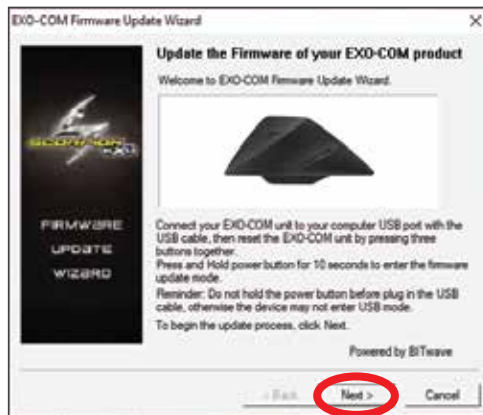 EXO-COM Firmware Update Wizard
Update the Firmware of your EXO-COM product
Welcome to EXO-COM Firmware Update Wizard.
SCORPION
EXO
FIRMWARE
UPDATE
WIZARD
Connect your EXO-COM unit to your computer USB port with the
USB cable, then reset the EXO-COM unit by pressing three
buttons together.
Press and Hold power button for 10 seconds to enter the firmware
update mode.
Reminder: Do not hold the power button before plug in the USB
cable, otherwise the device may not enter USB mode.
To begin the update process, click Next.
Powered by BITwave
< Back
Next >
Cancel